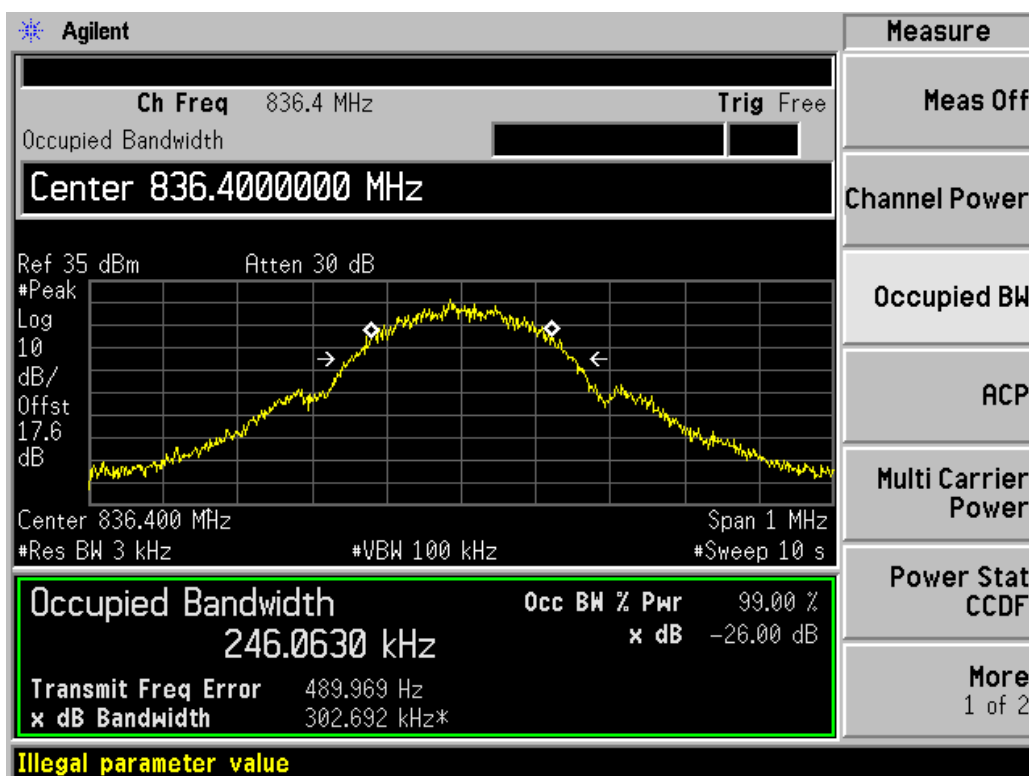 Agilent
Measure
Ch Freq 836.4 MHz Trig Free
Meas Off
Occupied Bandwidth
Center 836.4000000 MHz
Channel Power
Ref 35 dBm Atten 30 dB
#Peak
Log
10
dB/
Offst
17.6
dB
Occupied BW
ACP
Multi Carrier
Power
Center 836.400 MHz Span 1 MHz
#Res BW 3 kHz #VBW 100 kHz #Sweep 10 s
Occupied Bandwidth
246.0630 kHz
Occ BW % Pwr 99.00 %
x dB -26.00 dB
Power Stat
CCDF
Transmit Freq Error 489.969 Hz
x dB Bandwidth 302.692 kHz*
More
1 of 2
Illegal parameter value